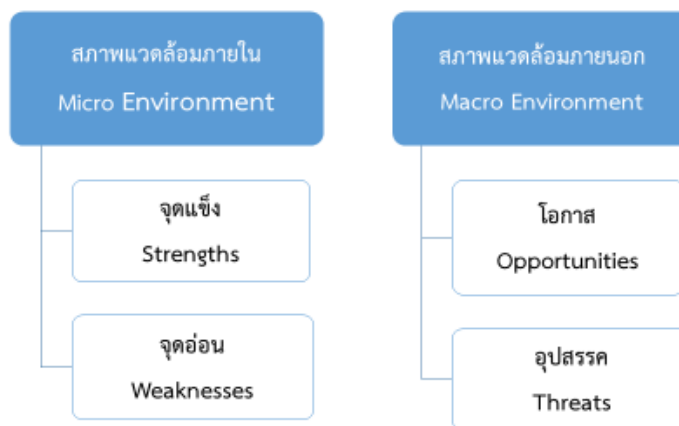 สภาพแวดล้อมภายใน
Micro Environment
จุดแข็ง
Strengths
จุดอ่อน
Weaknesses
สภาพแวดล้อมภายนอก
Macro Environment
โอกาส
Opportunities
อุปสรรค
Threats